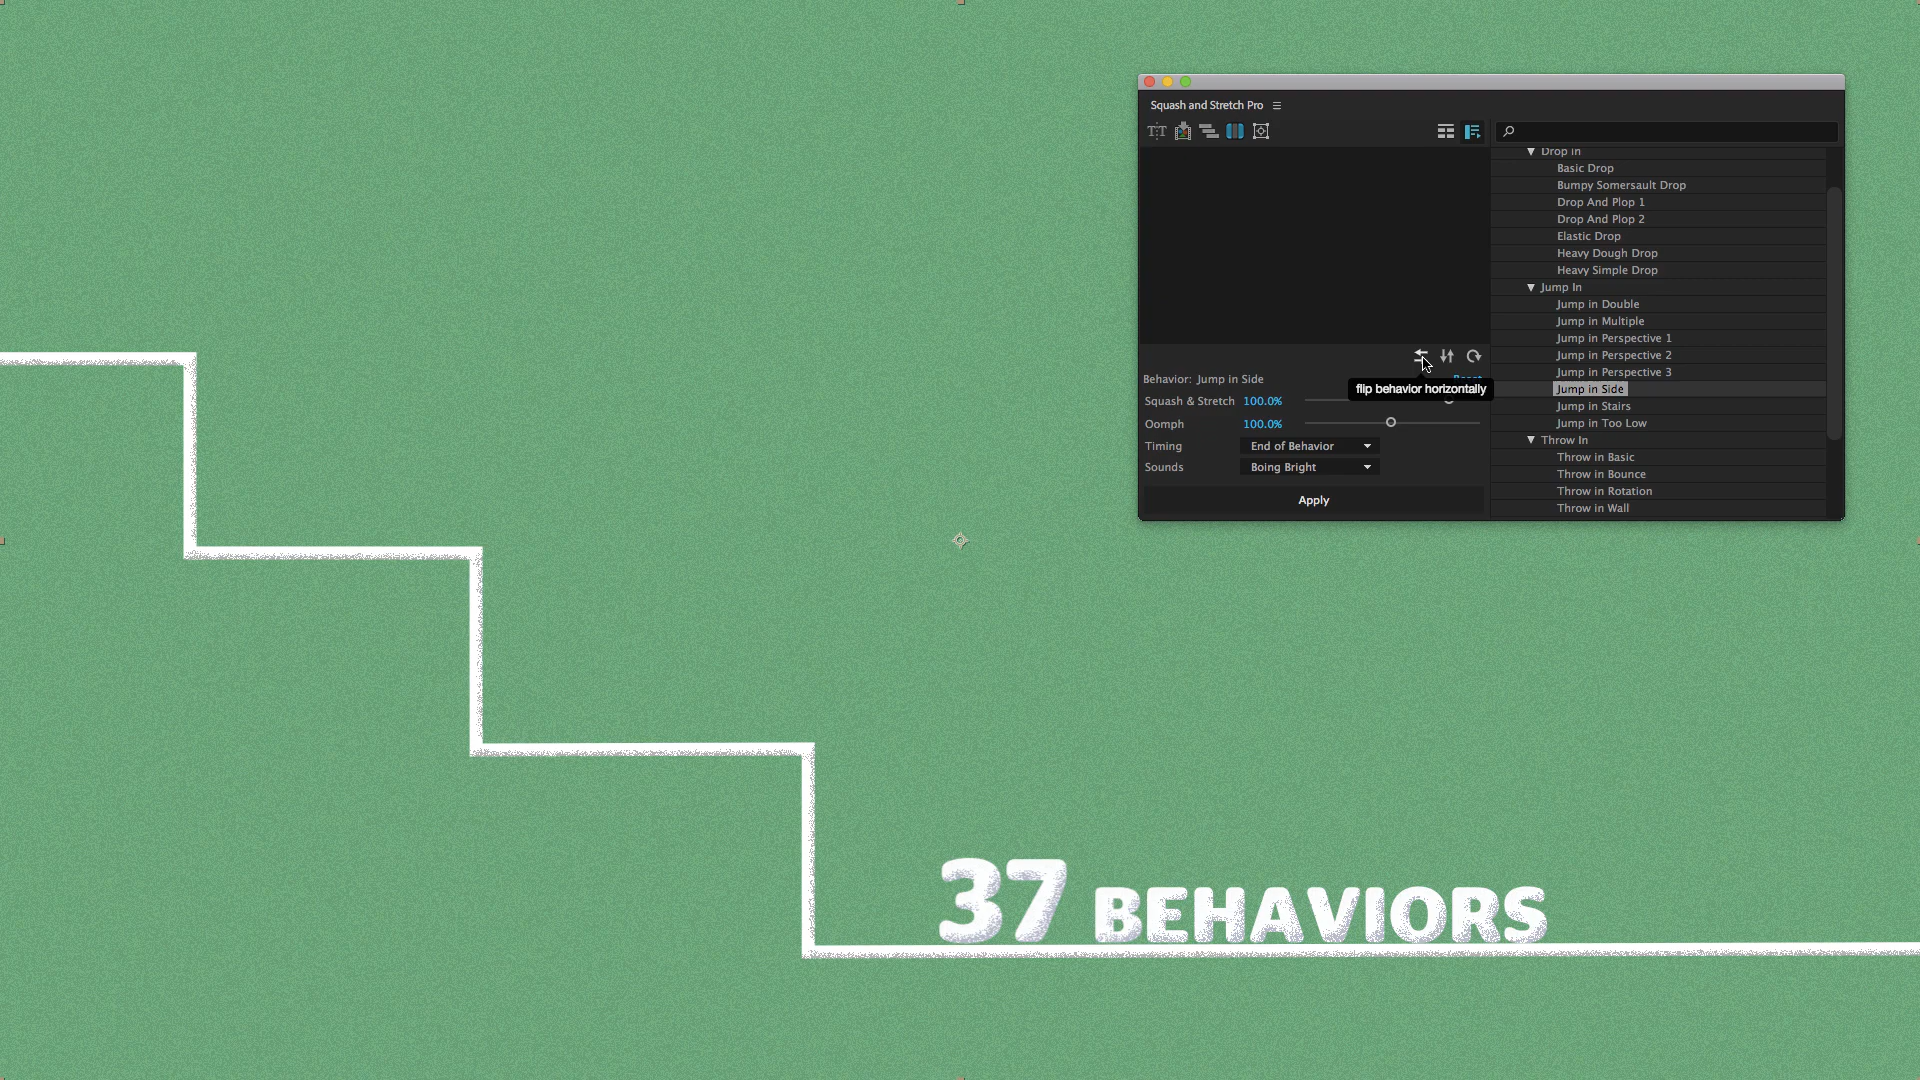 Squash and Stretch Pro
Drop in
Basic Drop
Bumpy Somersault Drop
Drop And Plop 1
Drop And Plop 2
Elastic Drop
Heavy Dough Drop
Heavy Simple Drop
Jump In
Jump in Double
Jump in Multiple
Jump in Perspective 1
Jump in Perspective 2
Jump in Perspective 3
Jump in Side
Jump in Stairs
Jump in Too Low
Throw In
Throw in Basic
Throw in Bounce
Throw in Rotation
Throw in Wall
Behavior: Jump in Side
Reset
flip behavior horizontally
Squash & Stretch 100.0%
Oomph 100.0%
Timing End of Behavior
Sounds Boing Bright
Apply
37 BEHAVIORS